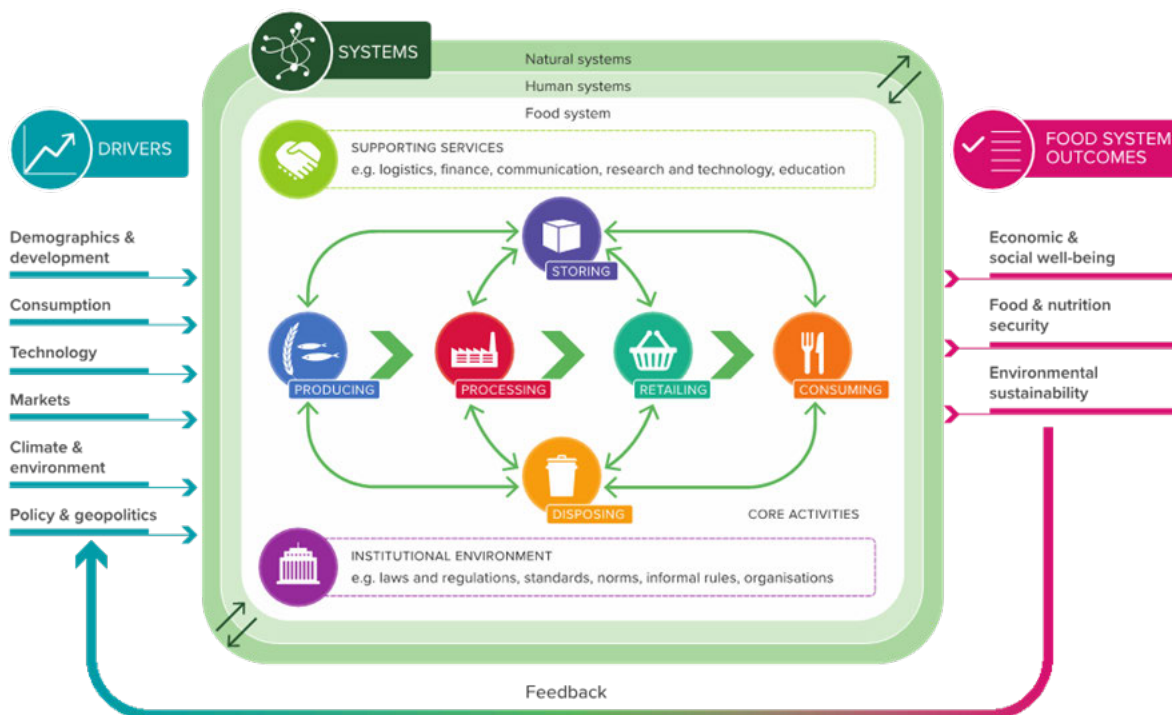 SYSTEMS
Natural systems
Human systems
Food system
DRIVERS
Demographics &
development
Consumption
Technology
Markets
Climate &
environment
Policy & geopolitics
SUPPORTING SERVICES
e.g. logistics, finance, communication, research and technology, education
STORING
PRODUCING
PROCESSING
RETAILING
CONSUMING
DISPOSING
CORE ACTIVITIES
INSTITUTIONAL ENVIRONMENT
e.g. laws and regulations, standards, norms, informal rules, organisations
FOOD SYSTEM
OUTCOMES
Economic &
social well-being
Food & nutrition
security
Environmental
sustainability
Feedback